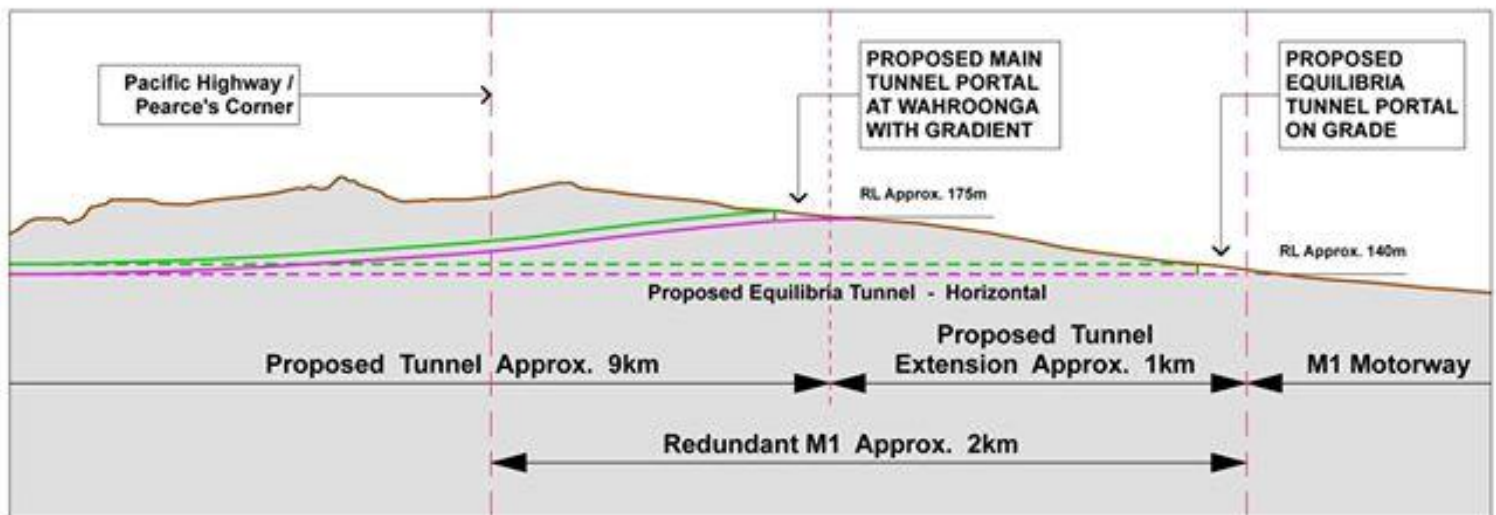 Pacific Highway /
Pearce's Corner
PROPOSED MAIN
TUNNEL PORTAL
AT WAHROONGA
WITH GRADIENT
PROPOSED
EQUILIBRIA
TUNNEL PORTAL
ON GRADE
RL Approx. 175m
RL Approx. 140m
Proposed Equilibria Tunnel - Horizontal
Proposed Tunnel Approx. 9km
Proposed Tunnel
Extension Approx. 1km
M1 Motorway
Redundant M1 Approx. 2km